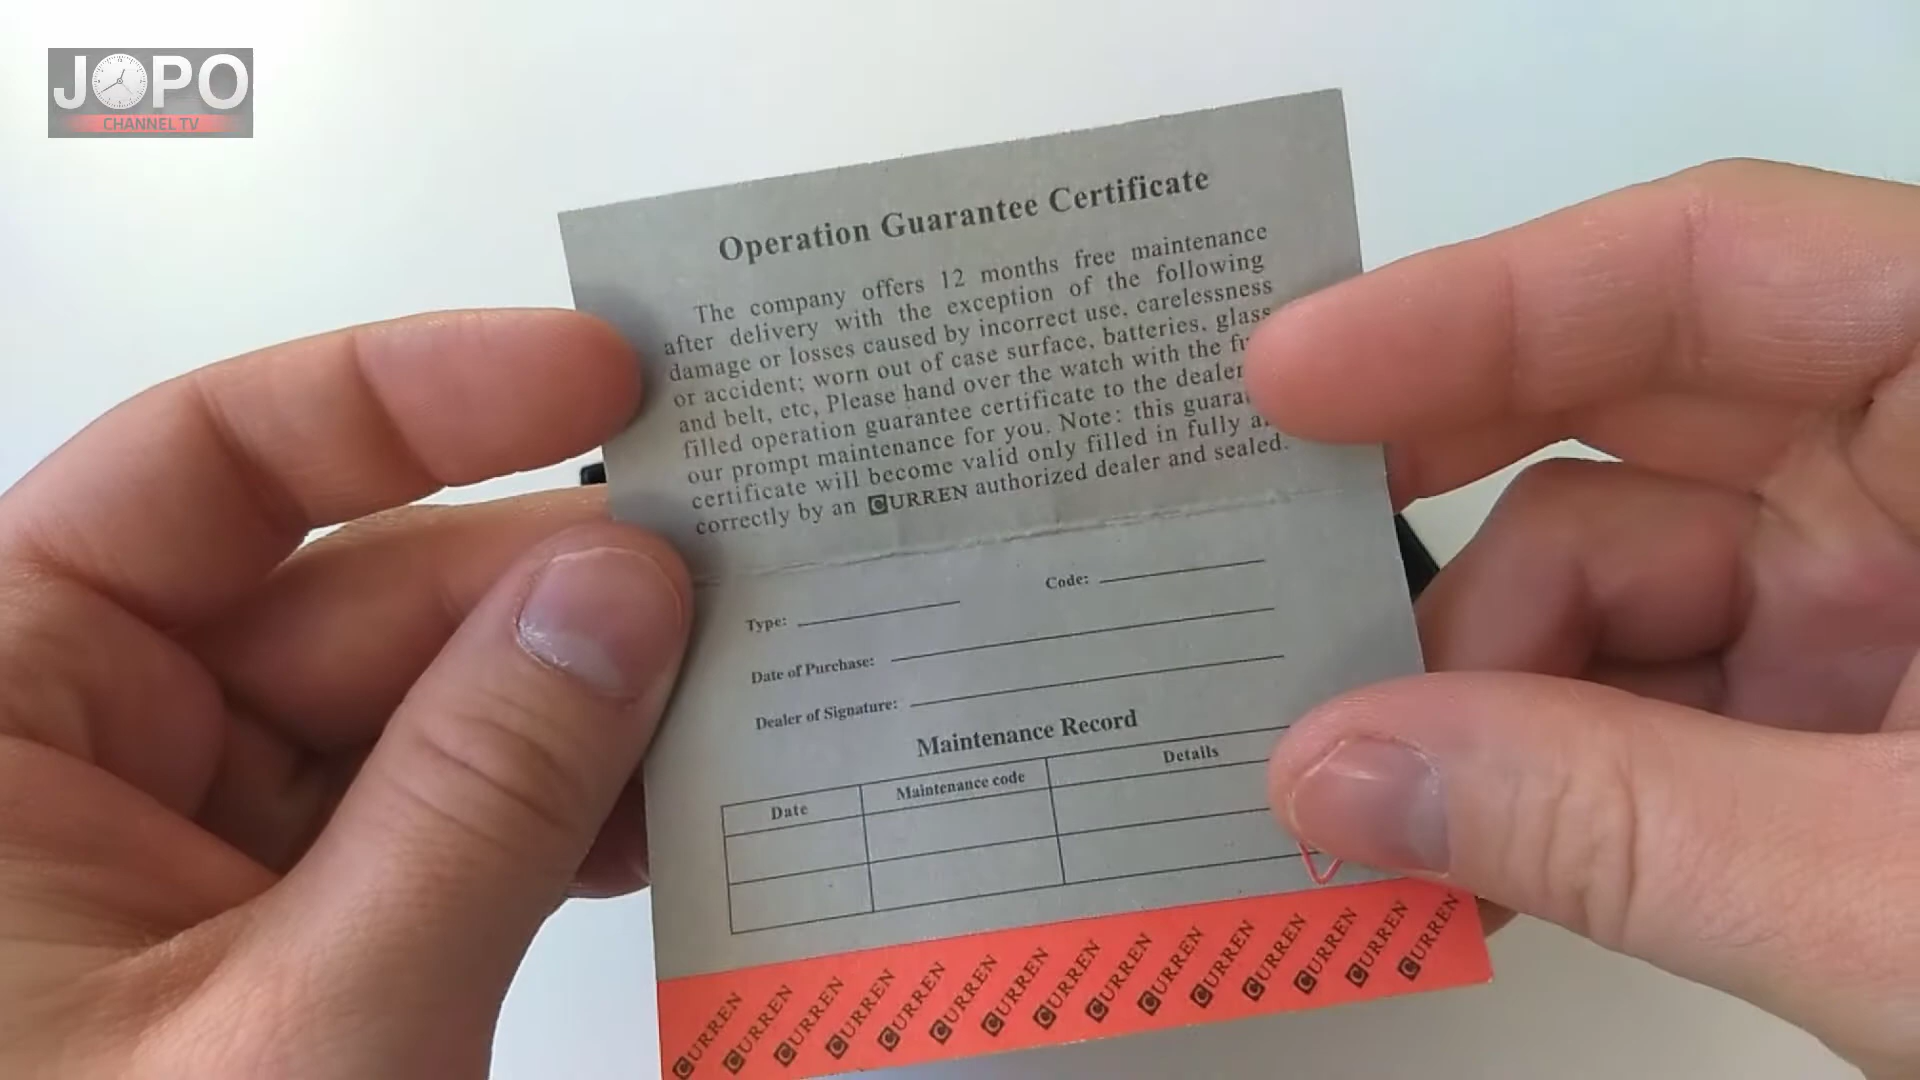 JOPO
CHANNEL TV
Operation Guarantee Certificate
The company offers 12 months free maintenance
after delivery with the exception of the following
damage or losses caused by incorrect use, carelessness
or accident; worn out of case surface, batteries, glass
and belt, etc, Please hand over the watch with the
filled operation guarantee certificate to the dealer
our prompt maintenance for you. Note: this
certificate will become valid only filled in fully
correctly by an CURREN authorized dealer and sealed.
Type:
Code:
Date of Purchase:
Dealer of Signature:
Maintenance Record
Date Maintenance code Details
CURREN CURREN CURREN CURREN CURREN CURREN CURREN CURREN CURREN CURREN CURREN CURREN CURREN CURREN CURREN